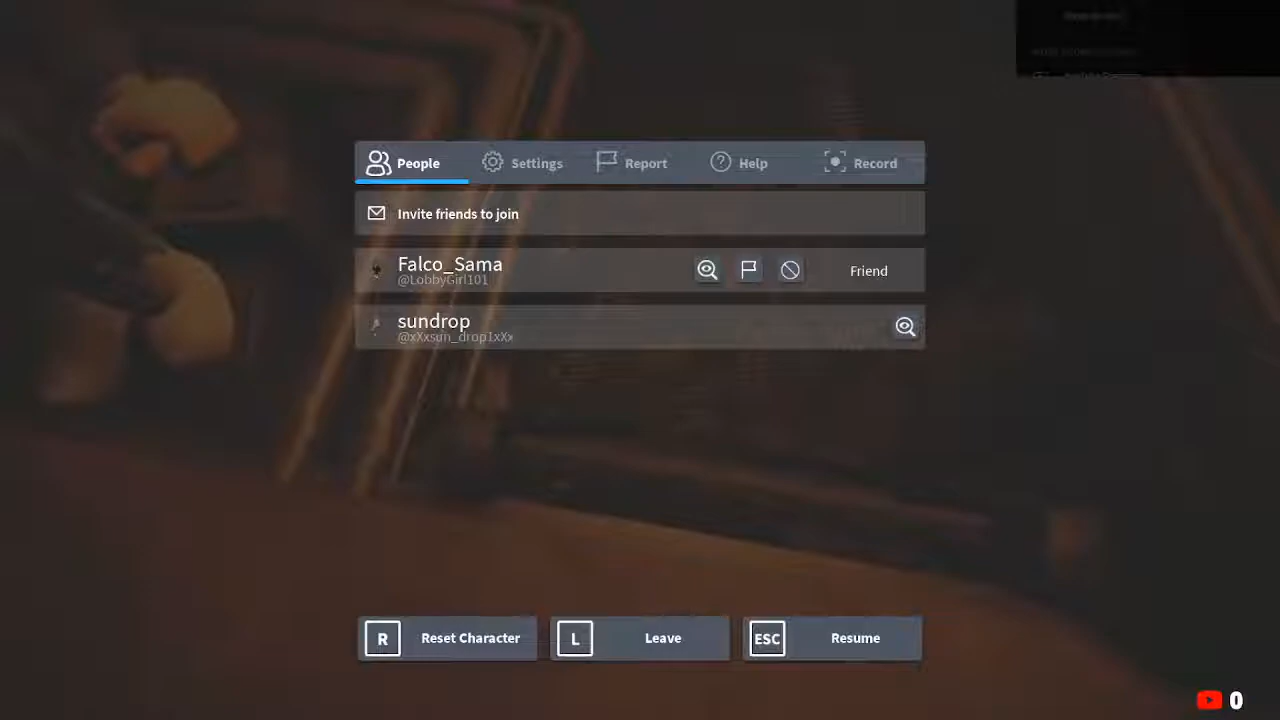 People
Settings
Report
Help
Record
Invite friends to join
Falco_Sama
@LobbyGirl101
Friend
sundrop
@xXxsun_drop1xXx
R
Reset Character
L
Leave
ESC
Resume
0